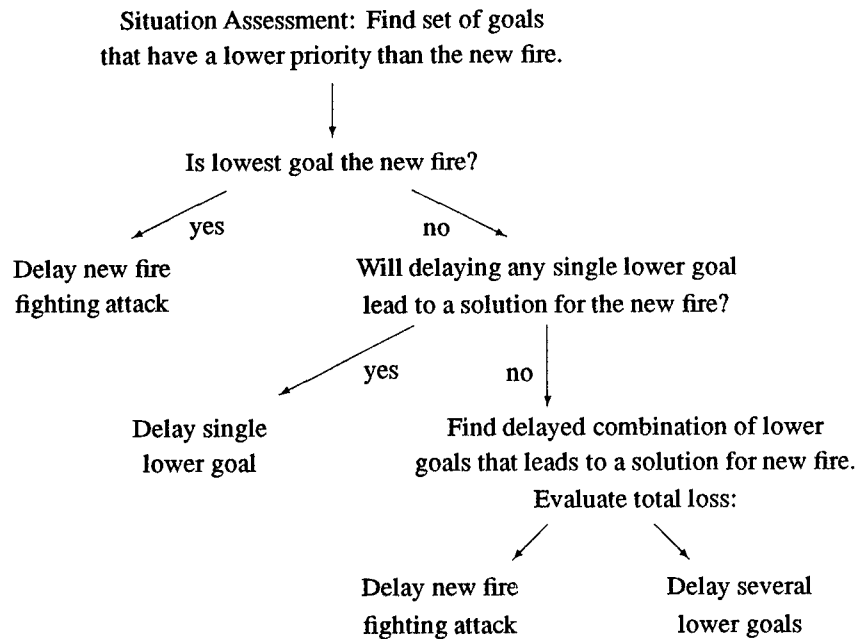 Situation Assessment: Find set of goals
that have a lower priority than the new fire.
Is lowest goal the new fire?
yes
no
Delay new fire
fighting attack
Will delaying any single lower goal
lead to a solution for the new fire?
yes
no
Delay single
lower goal
Find delayed combination of lower
goals that leads to a solution for new fire.
Evaluate total loss:
Delay new fire
fighting attack
Delay several
lower goals